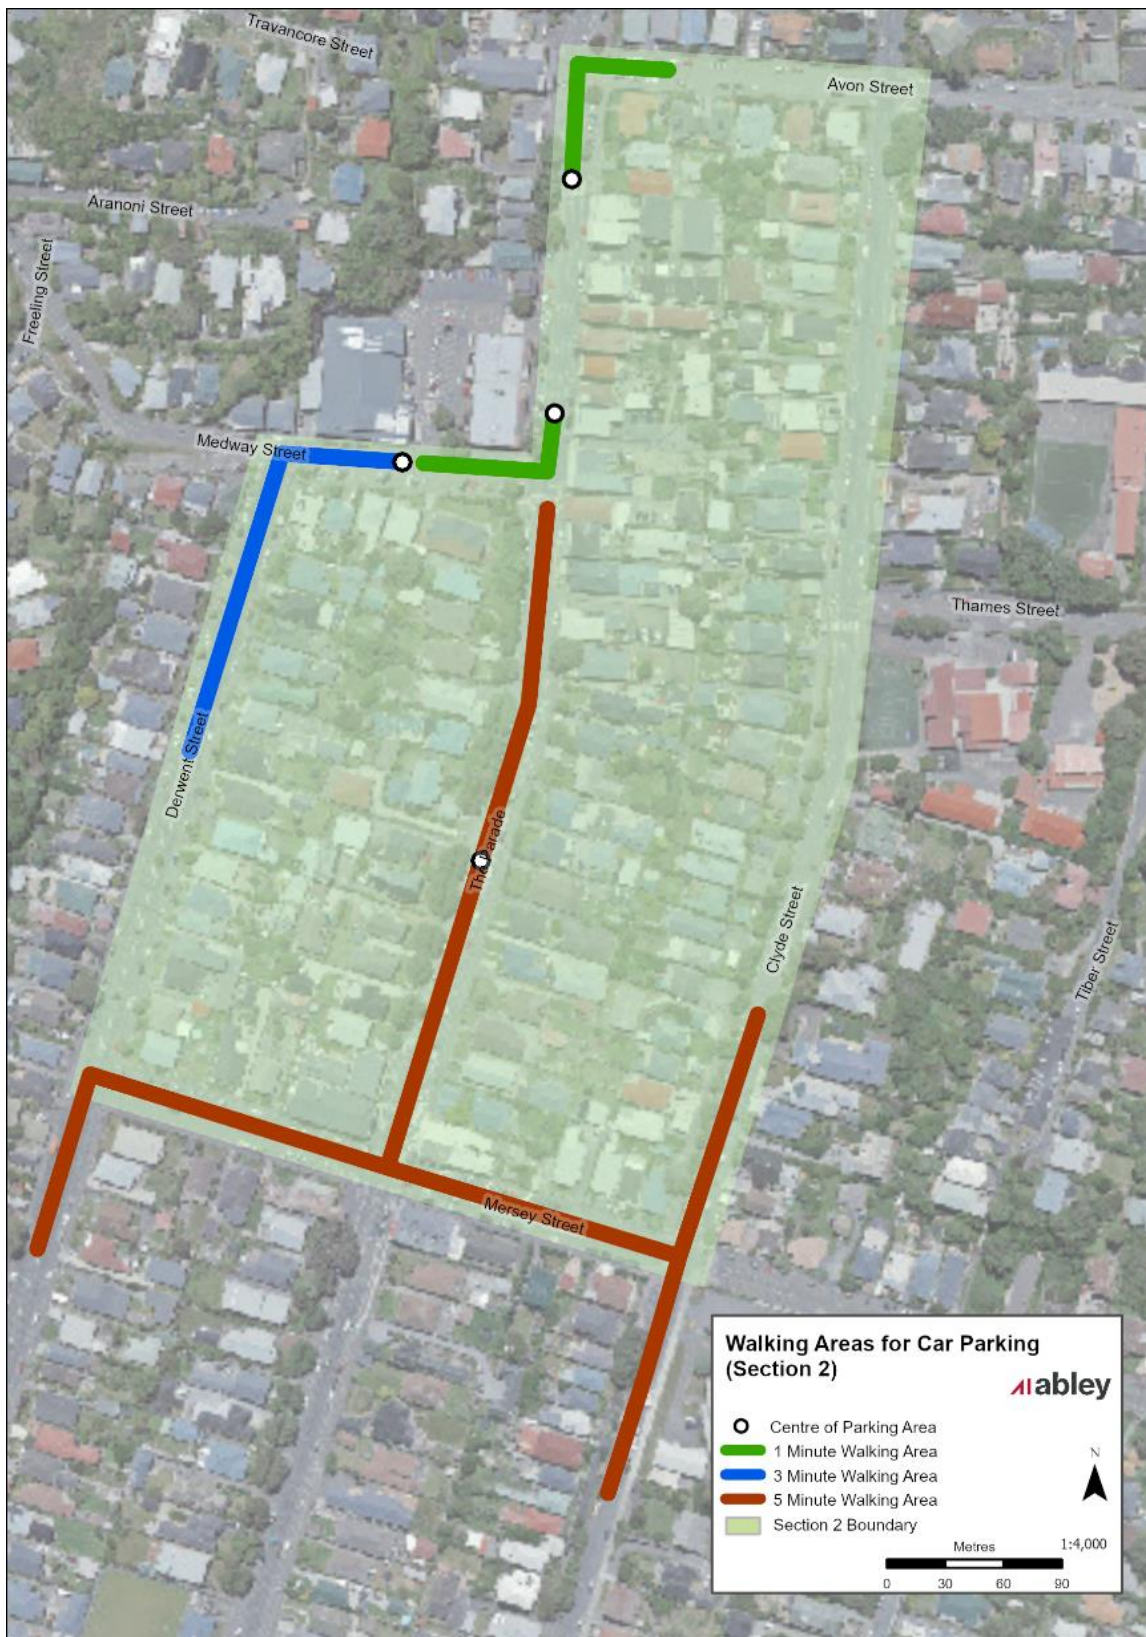 Travancore Street
Avon Street
Aranoni Street
Freeling Street
Medway Street
Thames Street
Derwent Street
The Parade
Clyde Street
Tiber Street
Mersey Street
Walking Areas for Car Parking
(Section 2)
abley
Centre of Parking Area
1 Minute Walking Area
3 Minute Walking Area
5 Minute Walking Area
Section 2 Boundary
N
Metres
1:4,000
0 30 60 90